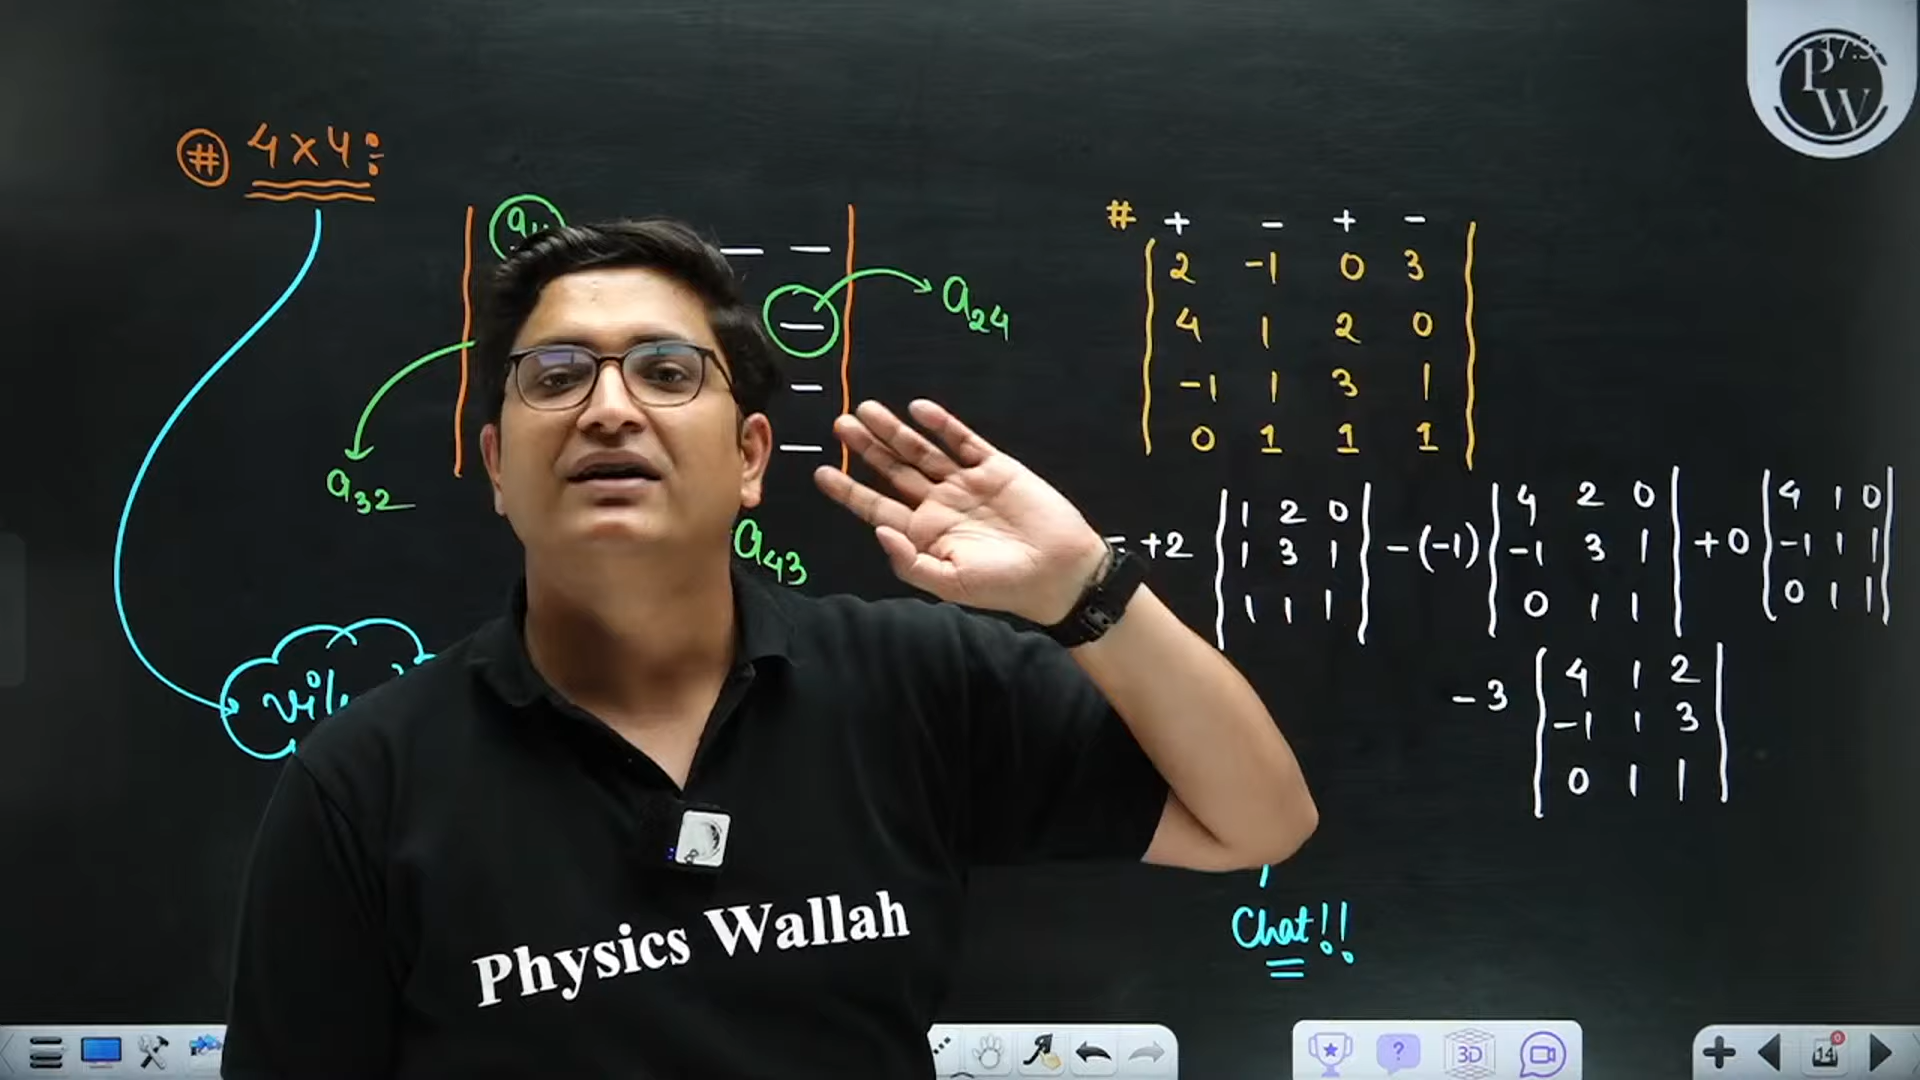 PW
# 4×4:
a₂₄
a₃₂
a₄₃
# + - + -
2 -1 0 3
4 1 2 0
-1 1 3 1
0 1 1 1
= +2 |1 2 0| -(-1) |4 2 0| +0 |4 1 0|
|1 3 1| |-1 3 1| |-1 1 1|
|1 1 1| |0 1 1| |0 1 1|
-3 |4 1 2|
|-1 1 3|
|0 1 1|
Chat!!
Physics Wallah
? 3D 14